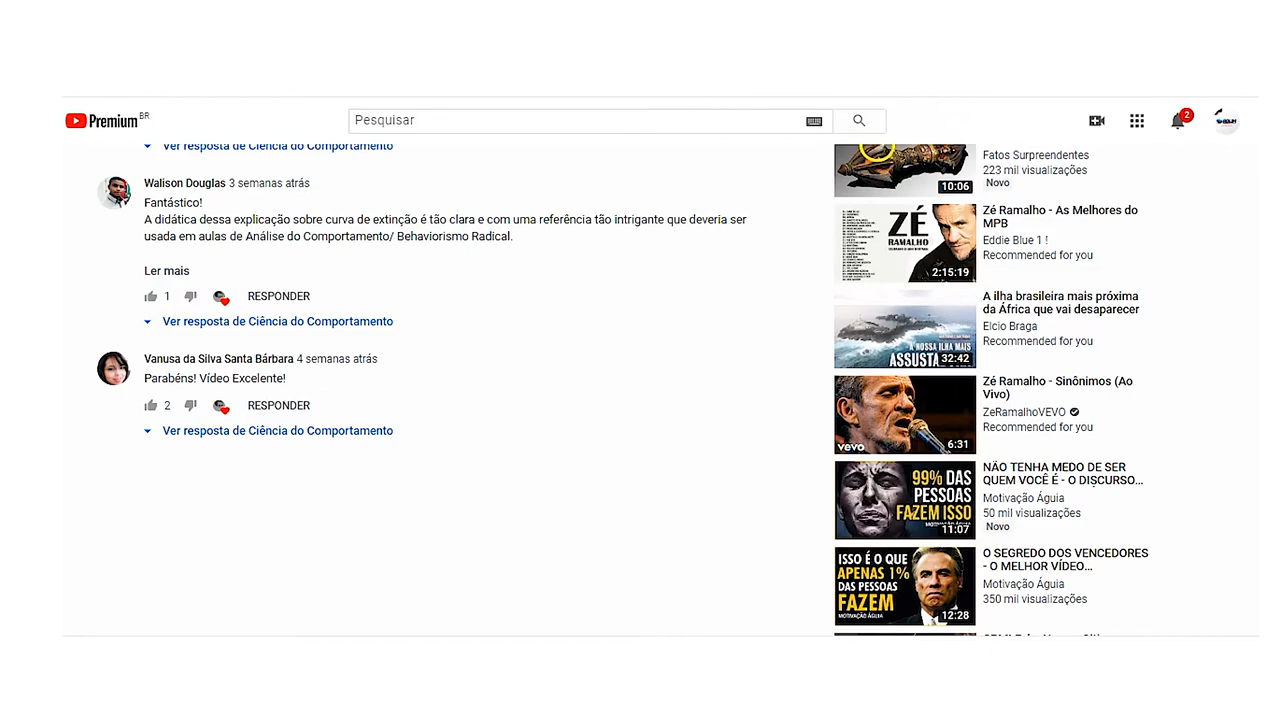 Premium BR
Pesquisar
2
Ver resposta de Ciência do Comportamento
Walison Douglas 3 semanas atrás
Fantástico!
A didática dessa explicação sobre curva de extinção é tão clara e com uma referência tão intrigante que deveria ser
usada em aulas de Análise do Comportamento/ Behaviorismo Radical.
Ler mais
1 RESPONDER
Ver resposta de Ciência do Comportamento
Vanusa da Silva Santa Bárbara 4 semanas atrás
Parabéns! Vídeo Excelente!
2 RESPONDER
Ver resposta de Ciência do Comportamento
10:06
Fatos Surpreendentes
223 mil visualizações
Novo
ZÉ
RAMALHO
2:15:19
Zé Ramalho - As Melhores do
MPB
Eddie Blue 1 !
Recommended for you
A NOSSA ILHA MAIS
ASSUSTA
32:42
A ilha brasileira mais próxima
da África que vai desaparecer
Elcio Braga
Recommended for you
vevo
6:31
Zé Ramalho - Sinônimos (Ao
Vivo)
ZeRamalhoVEVO
Recommended for you
99% DAS
PESSOAS
FAZEM ISSO
11:07
NÃO TENHA MEDO DE SER
QUEM VOCÊ É - O DISCURSO...
Motivação Águia
50 mil visualizações
Novo
ISSO É O QUE
APENAS 1%
DAS PESSOAS
FAZEM
MOTIVAÇÃO ÁGUIA
12:28
O SEGREDO DOS VENCEDORES
- O MELHOR VÍDEO...
Motivação Águia
350 mil visualizações